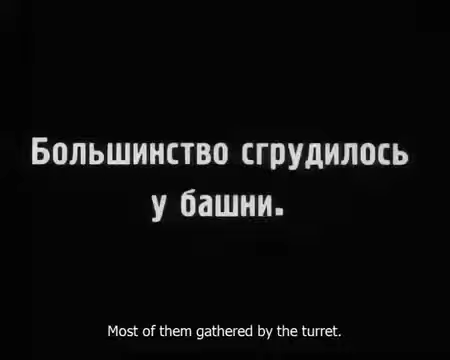 Большинство сгрудилось
у башни.
Most of them gathered by the turret.